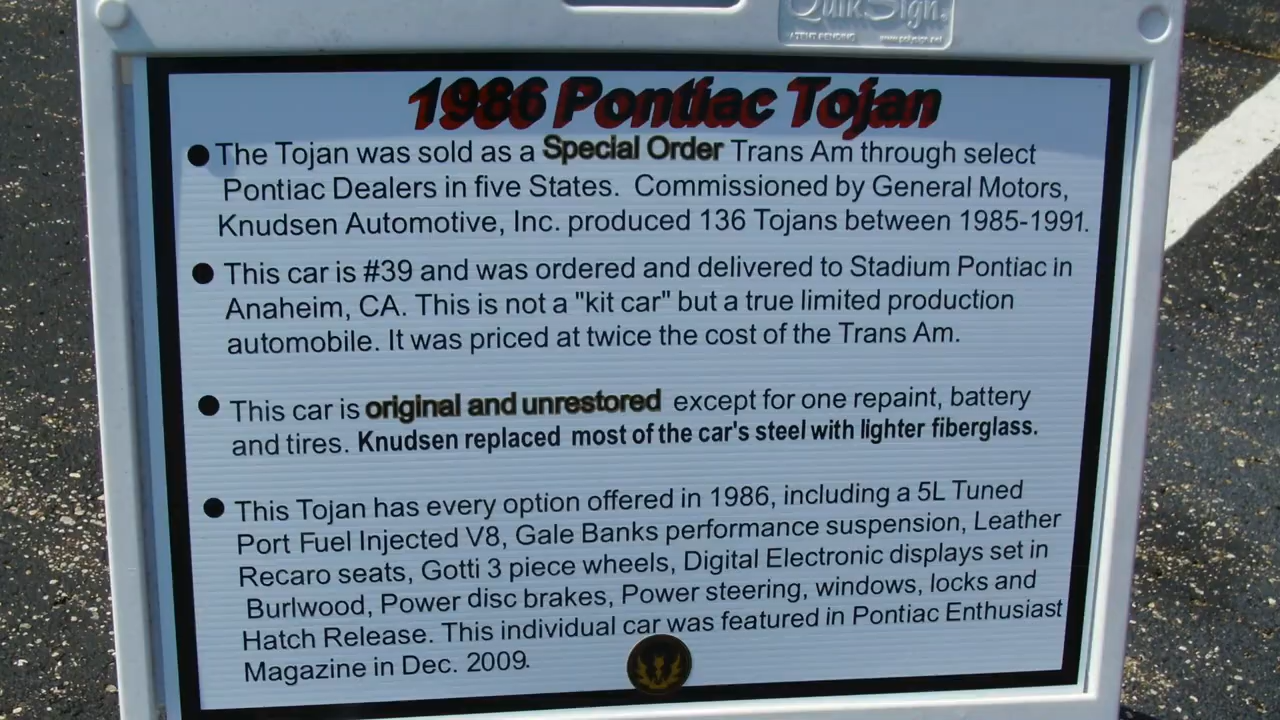 QuikSign.
PATENT PENDING
1986 Pontiac Tojan
● The Tojan was sold as a Special Order Trans Am through select
Pontiac Dealers in five States. Commissioned by General Motors,
Knudsen Automotive, Inc. produced 136 Tojans between 1985-1991.
● This car is #39 and was ordered and delivered to Stadium Pontiac in
Anaheim, CA. This is not a "kit car" but a true limited production
automobile. It was priced at twice the cost of the Trans Am.
● This car is original and unrestored except for one repaint, battery
and tires. Knudsen replaced most of the car's steel with lighter fiberglass.
● This Tojan has every option offered in 1986, including a 5L Tuned
Port Fuel Injected V8, Gale Banks performance suspension, Leather
Recaro seats, Gotti 3 piece wheels, Digital Electronic displays set in
Burlwood, Power disc brakes, Power steering, windows, locks and
Hatch Release. This individual car was featured in Pontiac Enthusiast
Magazine in Dec. 2009.